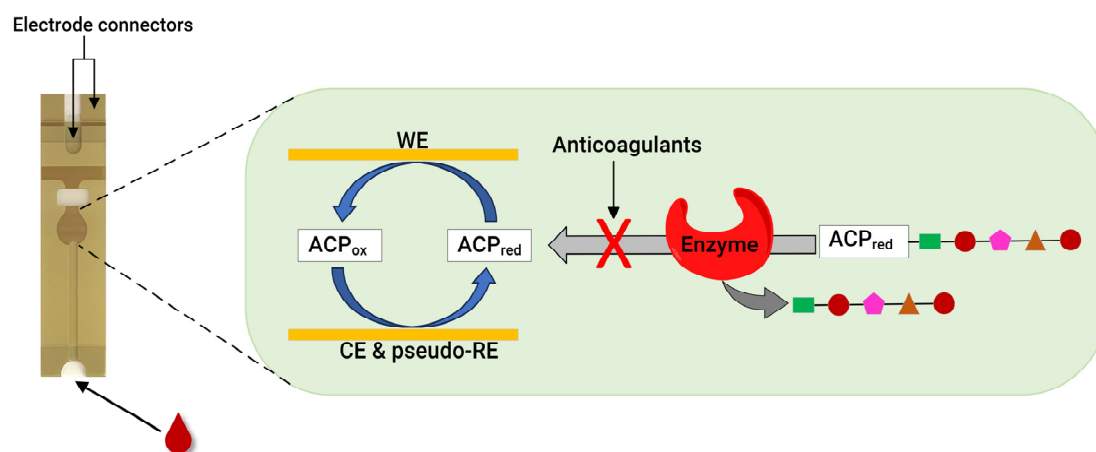 Electrode connectors
WE
Anticoagulants
ACPox
ACPred
Enzyme
ACPred
CE & pseudo-RE